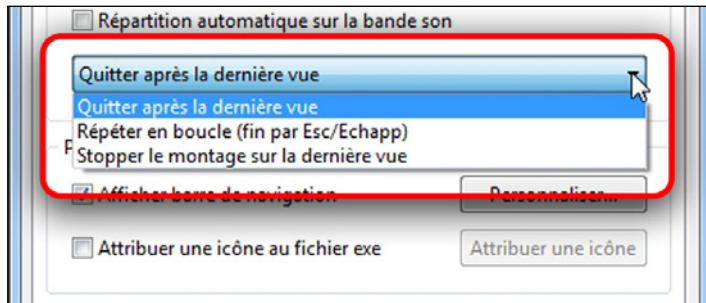 Répartition automatique sur la bande son
Quitter après la dernière vue
Quitter après la dernière vue
Répéter en boucle (fin par Esc/Echapp)
P
Stopper le montage sur la dernière vue
Afficher barre de navigation
Personnaliser...
Attribuer une icône au fichier exe
Attribuer une icône